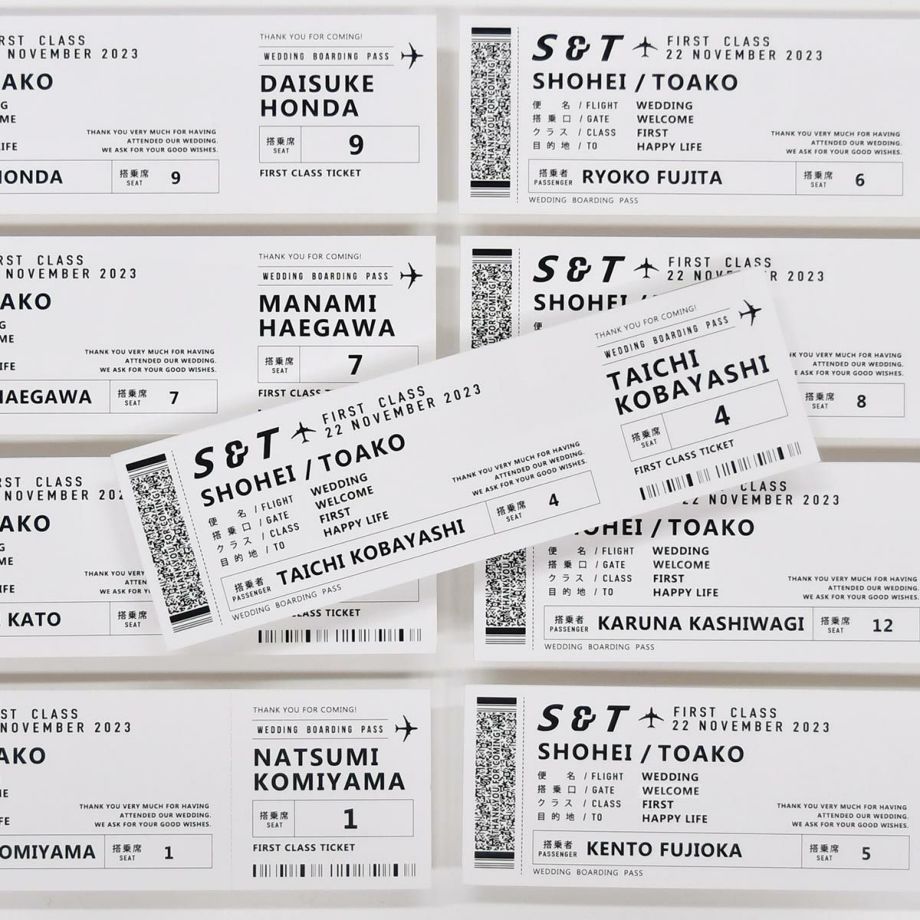 FIRST CLASS
NOVEMBER 2023
TOAKO
THANK YOU VERY MUCH FOR HAVING
ATTENDED OUR WEDDING.
WE ASK FOR YOUR GOOD WISHES.
HONDA
搭乗席
SEAT
9
THANK YOU FOR COMING!
WEDDING BOARDING PASS
DAISUKE
HONDA
搭乗席
SEAT
9
FIRST CLASS TICKET
S&T FIRST CLASS
22 NOVEMBER 2023
SHOHEI / TOAKO
便 名 / FLIGHT WEDDING
搭乗口 / GATE WELCOME
クラス / CLASS FIRST
目的地 / TO HAPPY LIFE
THANK YOU VERY MUCH FOR HAVING
ATTENDED OUR WEDDING.
WE ASK FOR YOUR GOOD WISHES.
搭乗者
PASSENGER
RYOKO FUJITA
搭乗席
SEAT
6
WEDDING BOARDING PASS
FIRST CLASS
NOVEMBER 2023
TOAKO
THANK YOU VERY MUCH FOR HAVING
ATTENDED OUR WEDDING.
WE ASK FOR YOUR GOOD WISHES.
HAEGAWA
搭乗席
SEAT
7
THANK YOU FOR COMING!
WEDDING BOARDING PASS
MANAMI
HAEGAWA
搭乗席
SEAT
7
FIRST CLASS
S&T FIRST CLASS
22 NOVEMBER 2023
SHOHEI /
便
HAVING
WEDDING.
WISHES.
8
S&T FIRST CLASS
22 NOVEMBER 2023
SHOHEI / TOAKO
便 名 / FLIGHT WEDDING
搭乗口 / GATE WELCOME
クラス / CLASS FIRST
目的地 / TO HAPPY LIFE
THANK YOU VERY MUCH FOR HAVING
ATTENDED OUR WEDDING.
WE ASK FOR YOUR GOOD WISHES.
搭乗者
PASSENGER
TAICHI KOBAYASHI
搭乗席
SEAT
4
WEDDING BOARDING PASS
THANK YOU FOR COMING!
WEDDING BOARDING PASS
TAICHI
KOBAYASHI
搭乗席
SEAT
4
FIRST CLASS TICKET
TOAKO
THANK YOU VERY
ATTENDED
WE ASK FOR
KATO
搭乗席
SEAT
CLASS TICKET
CLASS
22 NOVEMBER 2023
SHOHEI / TOAKO
便 名 / FLIGHT WEDDING
搭乗口 / GATE WELCOME
クラス / CLASS FIRST
目的地 / TO HAPPY LIFE
THANK YOU VERY MUCH FOR HAVING
ATTENDED OUR WEDDING.
WE ASK FOR YOUR GOOD WISHES.
搭乗者
PASSENGER
KARUNA KASHIWAGI
搭乗席
SEAT
12
WEDDING BOARDING PASS
FIRST CLASS
NOVEMBER 2023
TOAKO
THANK YOU VERY MUCH FOR HAVING
ATTENDED OUR WEDDING.
WE ASK FOR YOUR GOOD WISHES.
KOMIYAMA
搭乗席
SEAT
1
THANK YOU FOR COMING!
WEDDING BOARDING PASS
NATSUMI
KOMIYAMA
搭乗席
SEAT
1
FIRST CLASS TICKET
S&T FIRST CLASS
22 NOVEMBER 2023
SHOHEI / TOAKO
便 名 / FLIGHT WEDDING
搭乗口 / GATE WELCOME
クラス / CLASS FIRST
目的地 / TO HAPPY LIFE
THANK YOU VERY MUCH FOR HAVING
ATTENDED OUR WEDDING.
WE ASK FOR YOUR GOOD WISHES.
搭乗者
PASSENGER
KENTO FUJIOKA
搭乗席
SEAT
5
WEDDING BOARDING PASS